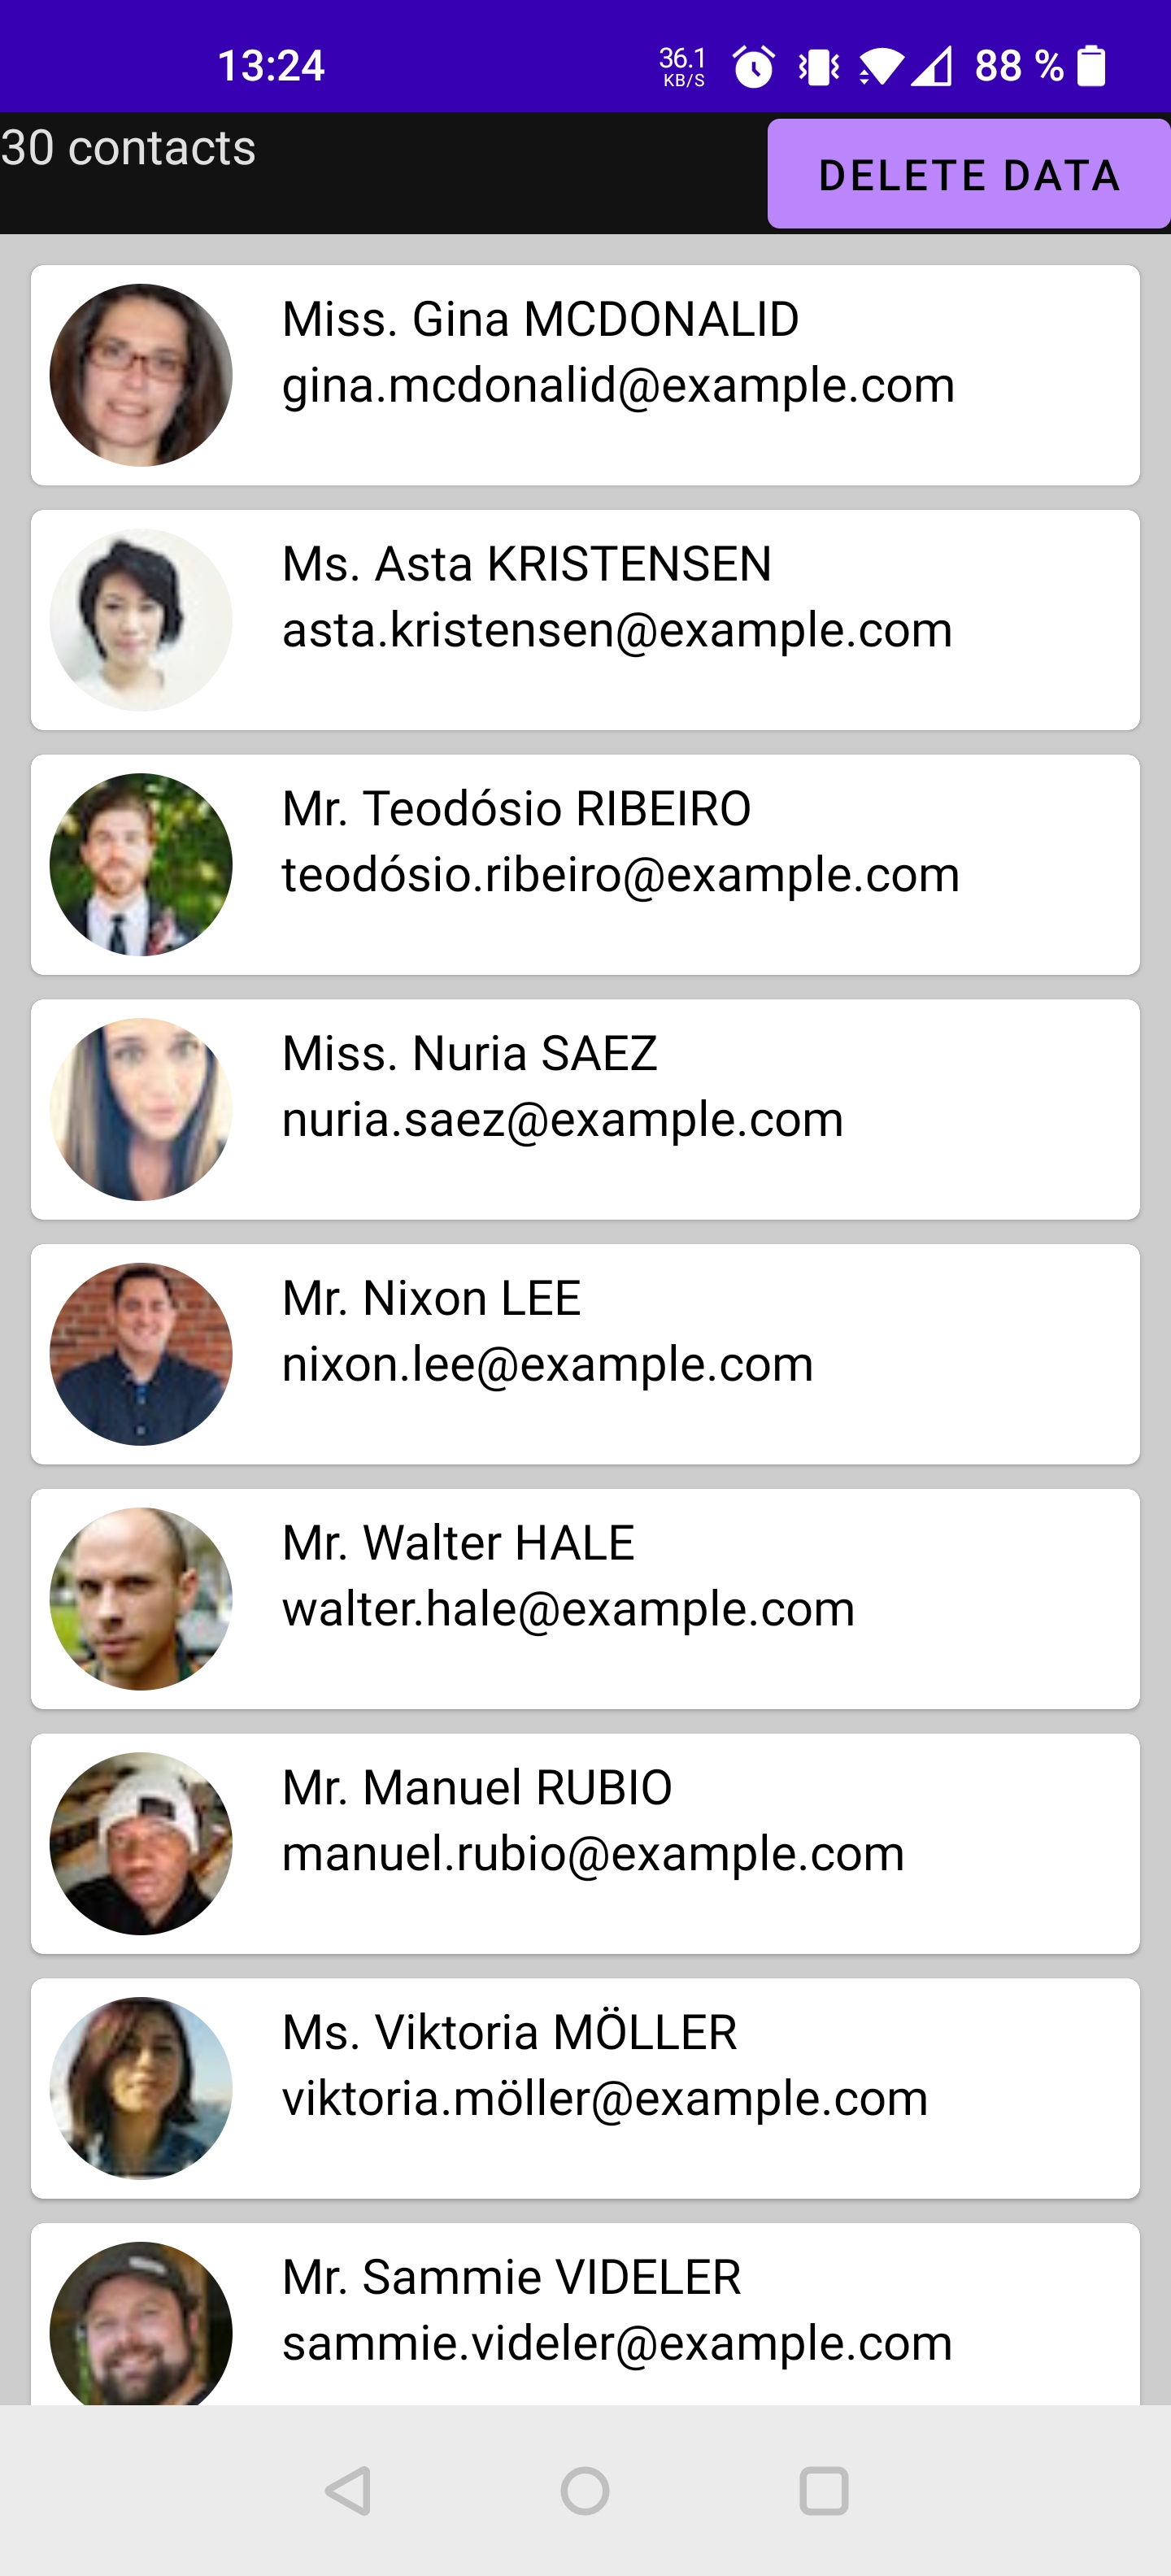 13:24 36.1 KB/S 88 %
30 contacts
DELETE DATA
Miss. Gina MCDONALID
gina.mcdonalid@example.com
Ms. Asta KRISTENSEN
asta.kristensen@example.com
Mr. Teodósio RIBEIRO
teodósio.ribeiro@example.com
Miss. Nuria SAEZ
nuria.saez@example.com
Mr. Nixon LEE
nixon.lee@example.com
Mr. Walter HALE
walter.hale@example.com
Mr. Manuel RUBIO
manuel.rubio@example.com
Ms. Viktoria MÖLLER
viktoria.möller@example.com
Mr. Sammie VIDELER
sammie.videler@example.com